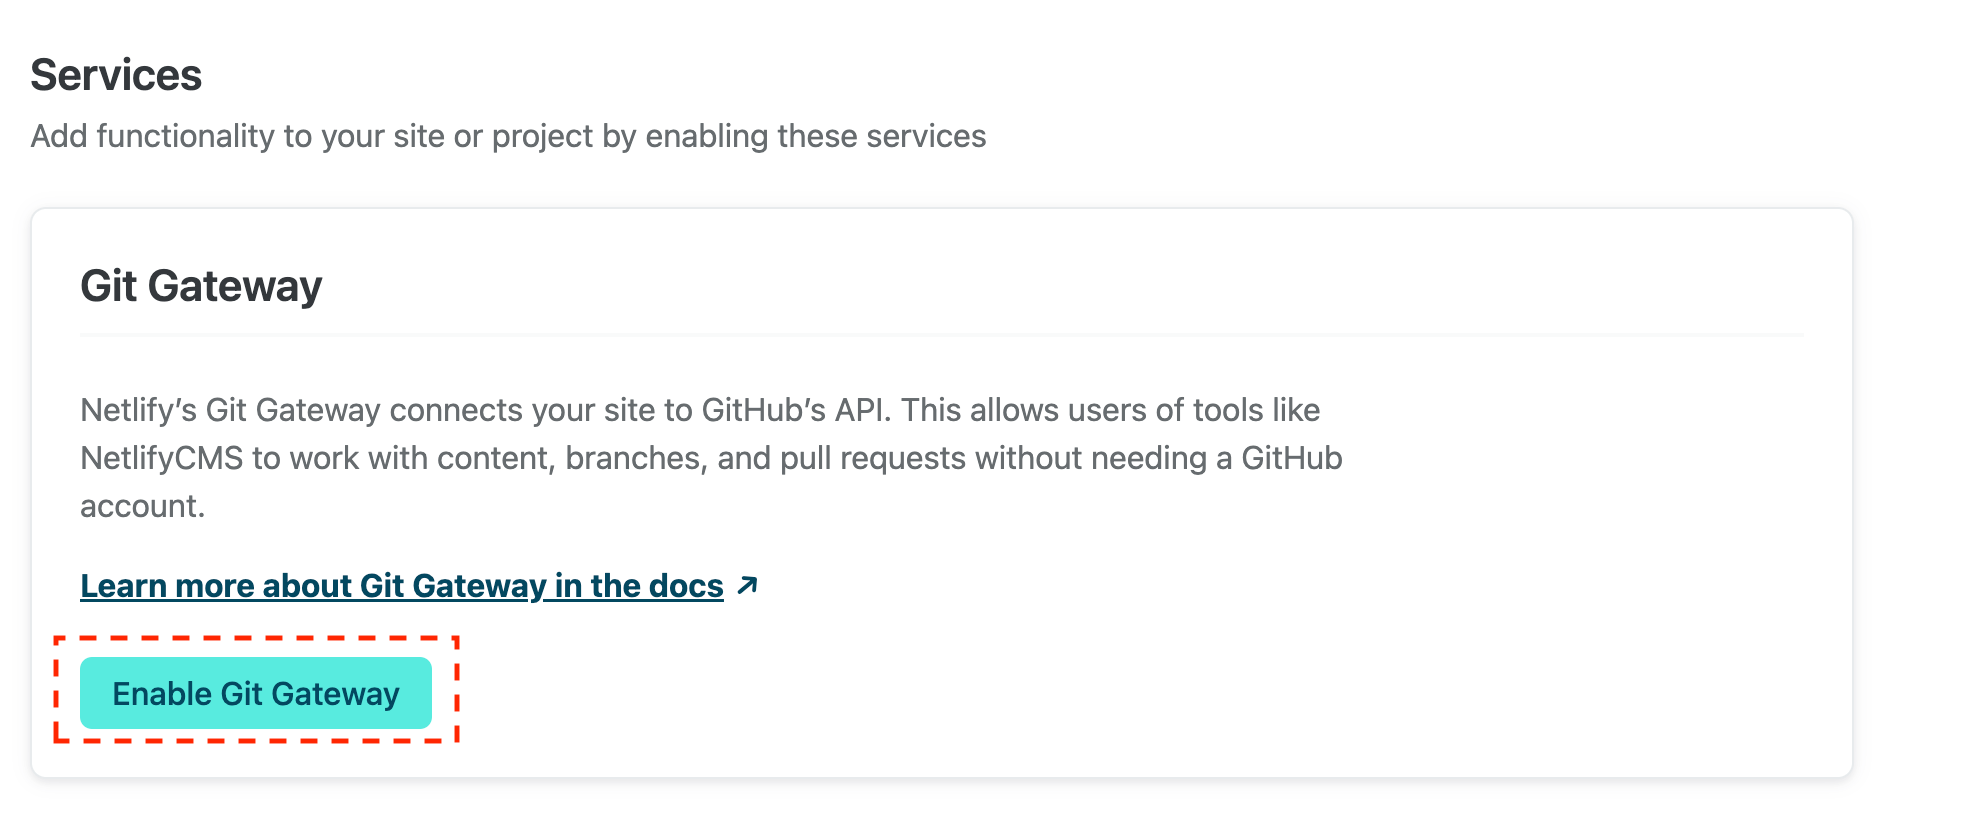 Services
Add functionality to your site or project by enabling these services
Git Gateway
Netlify’s Git Gateway connects your site to GitHub’s API. This allows users of tools like
NetlifyCMS to work with content, branches, and pull requests without needing a GitHub
account.
Learn more about Git Gateway in the docs ↗
Enable Git Gateway